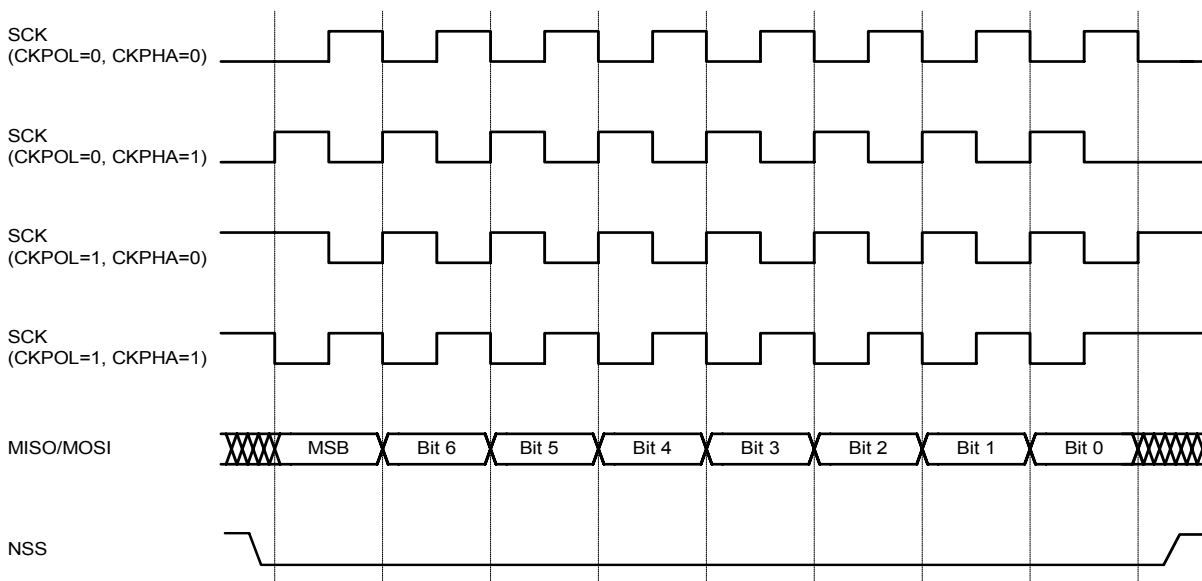 SCK
(CKPOL=0, CKPHA=0)
SCK
(CKPOL=0, CKPHA=1)
SCK
(CKPOL=1, CKPHA=0)
SCK
(CKPOL=1, CKPHA=1)
MISO/MOSI
MSB
Bit 6
Bit 5
Bit 4
Bit 3
Bit 2
Bit 1
Bit 0
NSS